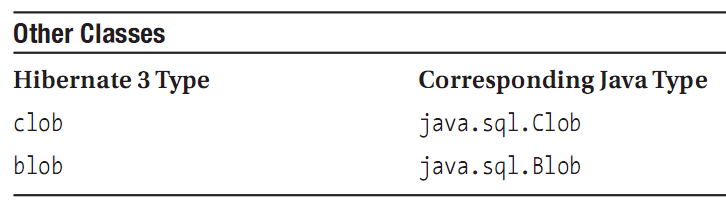 Other Classes
Hibernate 3 Type Corresponding Java Type
clob java.sql.Clob
blob java.sql.Blob